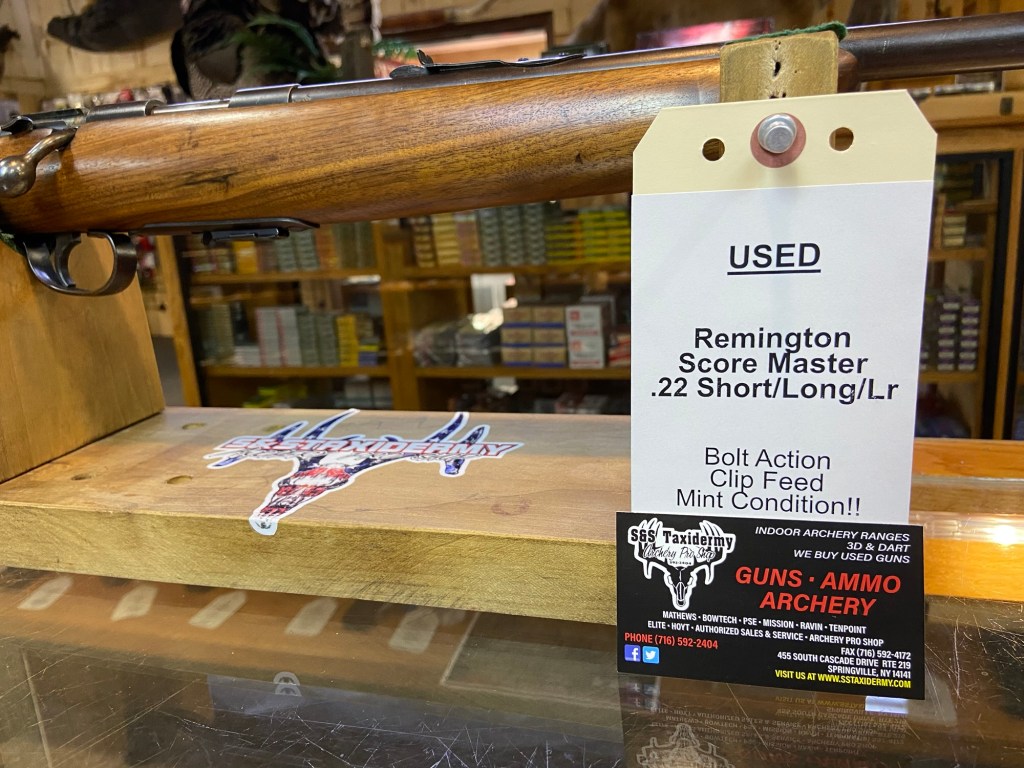 USED
Remington
Score Master
.22 Short/Long/Lr
Bolt Action
Clip Feed
Mint Condition!!
S&S TAXIDERMY
S&S Taxidermy
Archery Pro Shop
INDOOR ARCHERY RANGES
3D & DART
WE BUY USED GUNS
GUNS • AMMO
ARCHERY
MATHEWS • BOWTECH • PSE • MISSION • RAVIN • TENPOINT
ELITE • HOYT • AUTHORIZED SALES & SERVICE • ARCHERY PRO SHOP
PHONE (716) 592-2404
FAX (716) 592-4172
455 SOUTH CASCADE DRIVE RTE 219
SPRINGVILLE, NY 14141
VISIT US AT WWW.SSTAXIDERMY.COM